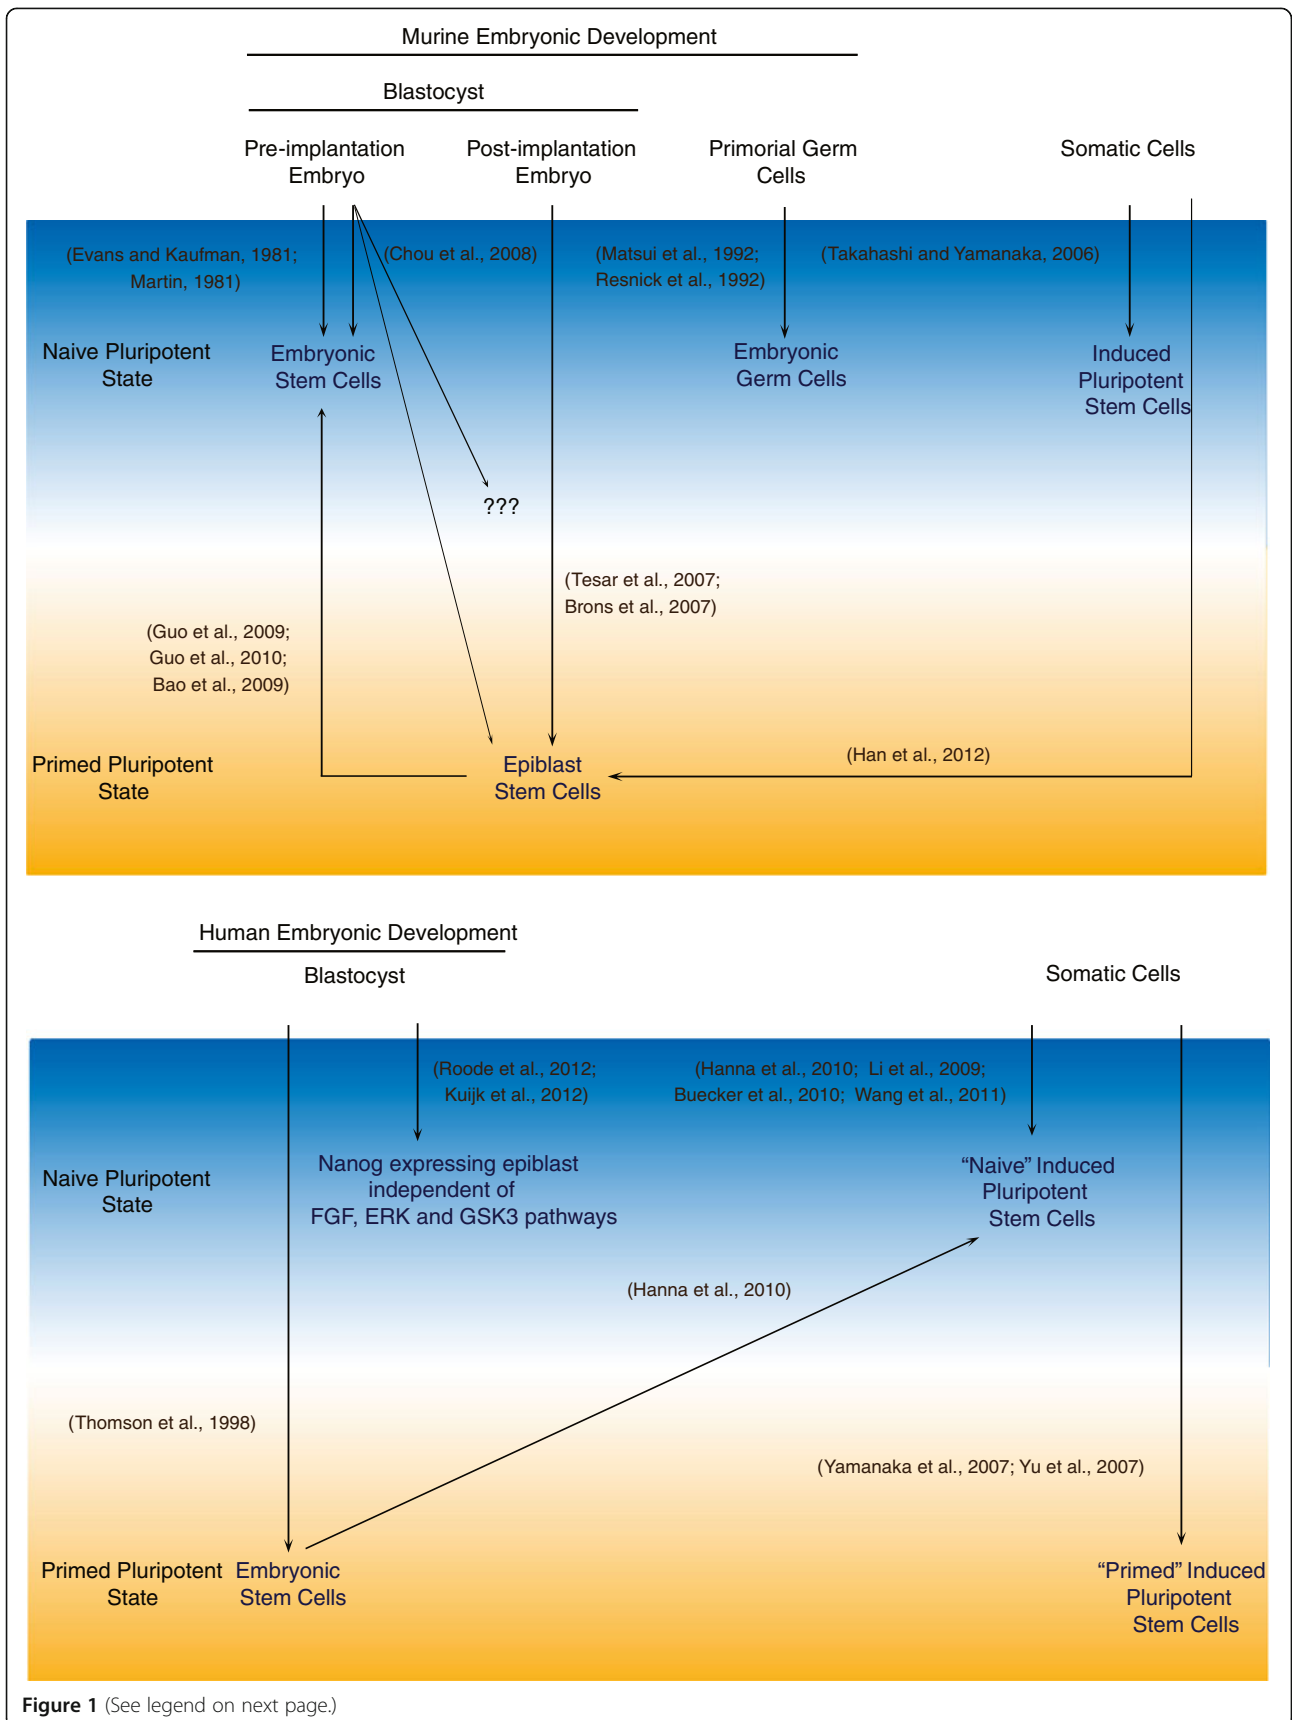 Murine Embryonic Development
Blastocyst
Pre-implantation
Embryo
Post-implantation
Embryo
Primorial Germ
Cells
Somatic Cells
(Evans and Kaufman, 1981;
Martin, 1981)
(Chou et al., 2008)
(Matsui et al., 1992;
Resnick et al., 1992)
(Takahashi and Yamanaka, 2006)
Naive Pluripotent
State
Embryonic
Stem Cells
Embryonic
Germ Cells
Induced
Pluripotent
Stem Cells
???
(Tesar et al., 2007;
Brons et al., 2007)
(Guo et al., 2009;
Guo et al., 2010;
Bao et al., 2009)
Primed Pluripotent
State
Epiblast
Stem Cells
(Han et al., 2012)
Human Embryonic Development
Blastocyst
Somatic Cells
(Roode et al., 2012;
Kuijk et al., 2012)
(Hanna et al., 2010; Li et al., 2009;
Buecker et al., 2010; Wang et al., 2011)
Naive Pluripotent
State
Nanog expressing epiblast
independent of
FGF, ERK and GSK3 pathways
“Naive” Induced
Pluripotent
Stem Cells
(Hanna et al., 2010)
(Thomson et al., 1998)
(Yamanaka et al., 2007; Yu et al., 2007)
Primed Pluripotent
State
Embryonic
Stem Cells
“Primed” Induced
Pluripotent
Stem Cells
Figure 1 (See legend on next page.)